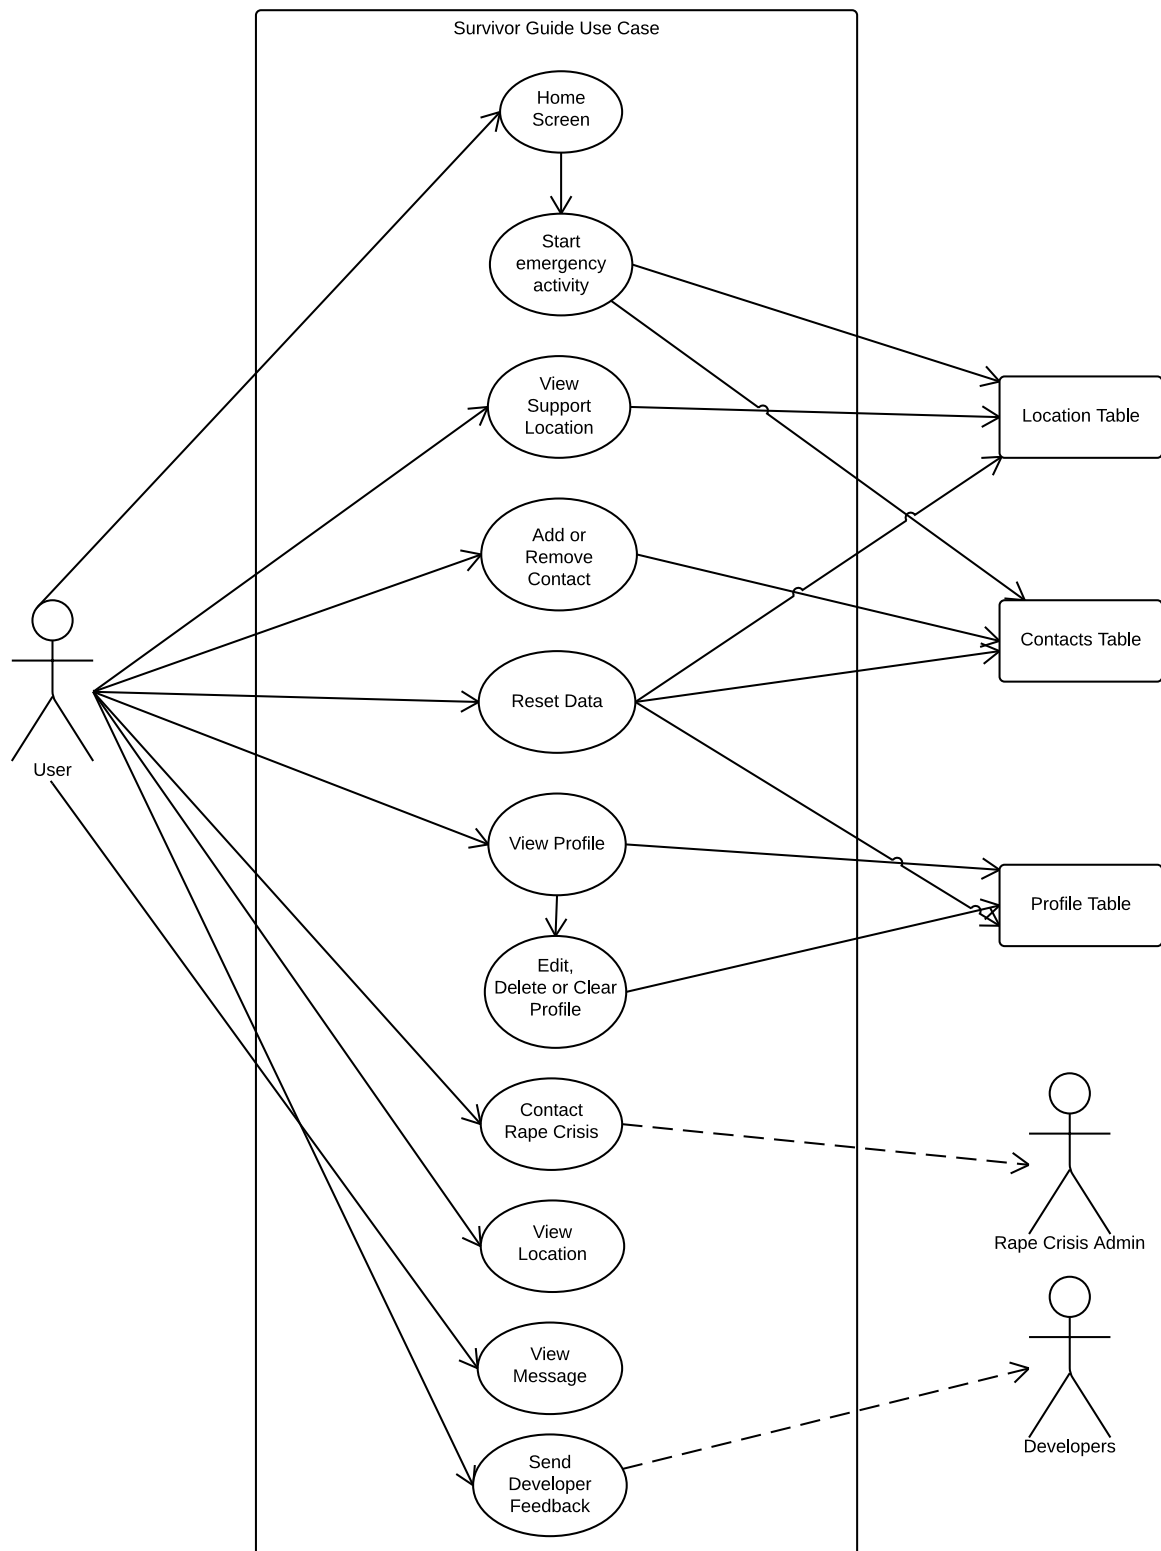 Survivor Guide Use Case
Home
Screen
Start
emergency
activity
View
Support
Location
Location Table
Add or
Remove
Contact
Contacts Table
Reset Data
User
View Profile
Profile Table
Edit,
Delete or Clear
Profile
Contact
Rape Crisis
View
Location
Rape Crisis Admin
View
Message
Developers
Send
Developer
Feedback